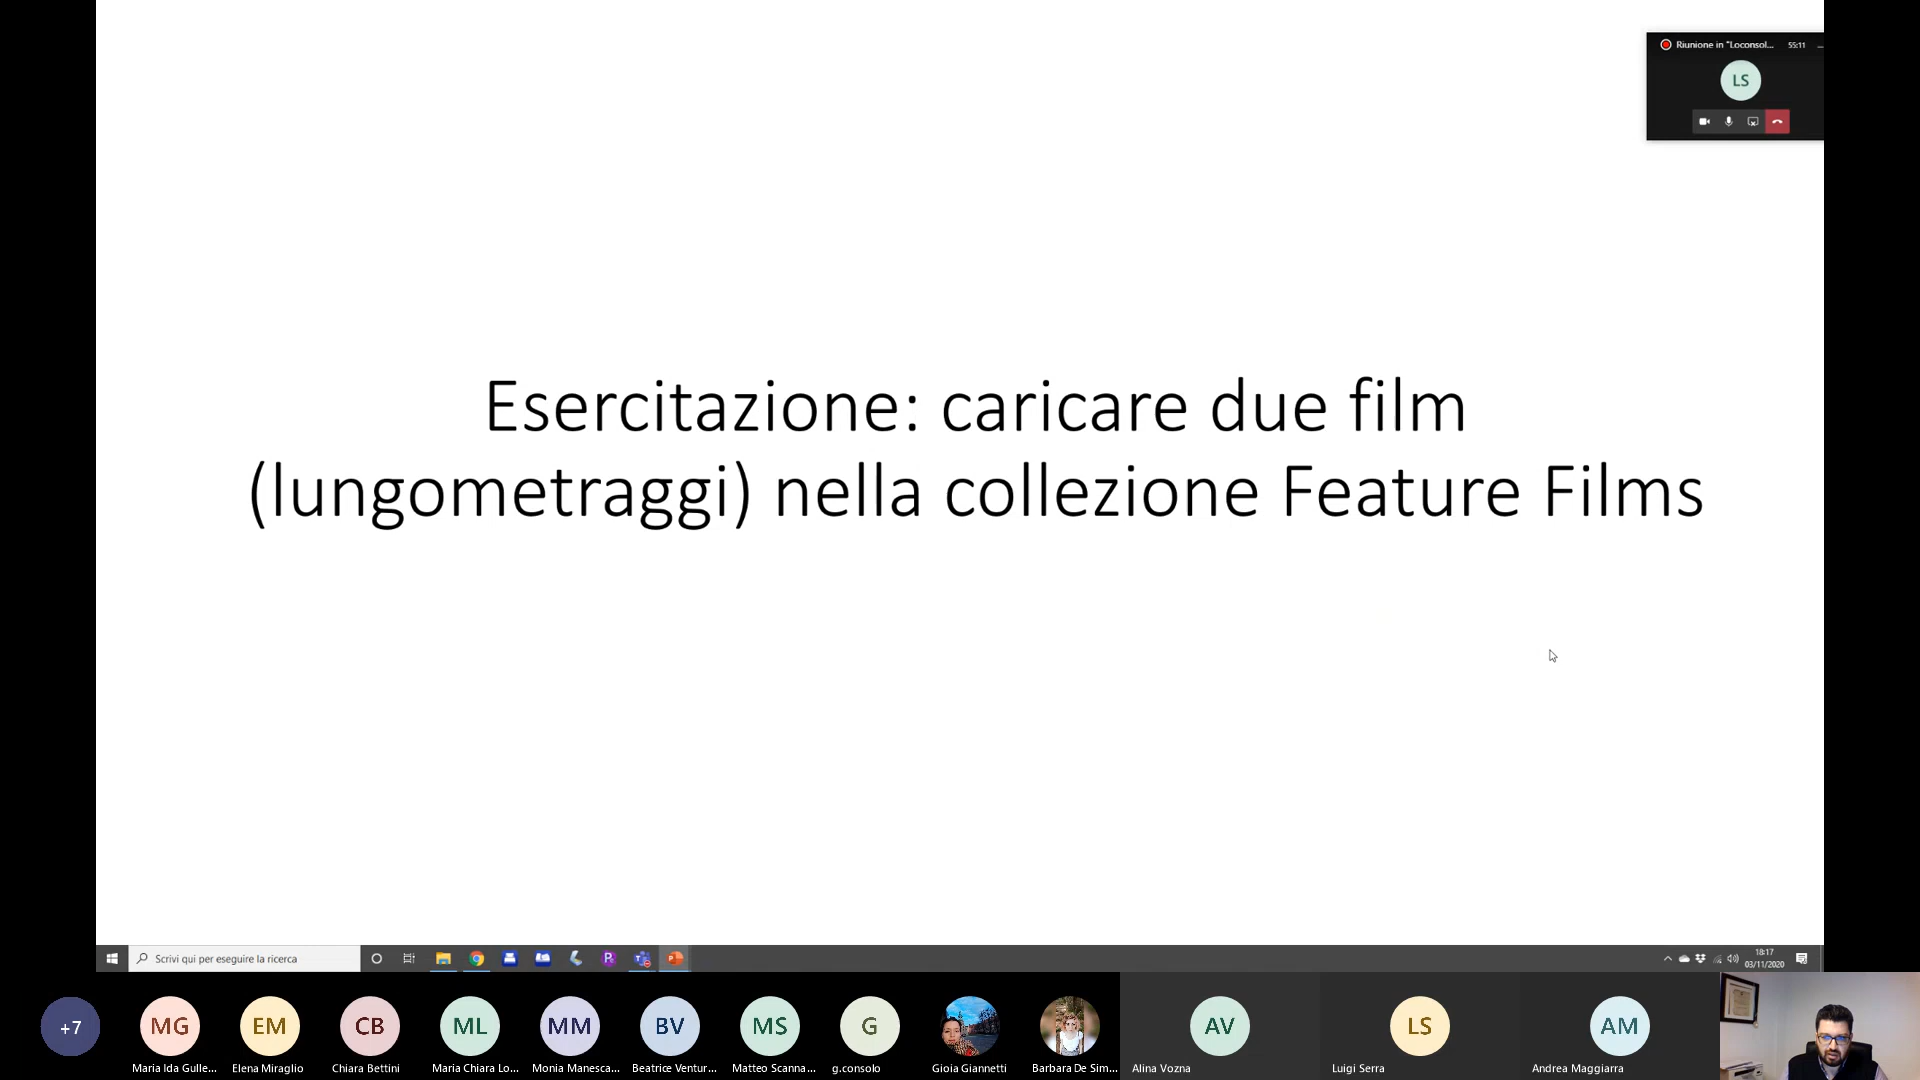 Riunione in "Loconsol... 55:11
LS
Esercitazione: caricare due film
(lungometraggi) nella collezione Feature Films
Scrivi qui per eseguire la ricerca
18:17
03/11/2020
+7
MG
EM
CB
ML
MM
BV
MS
G
AV
LS
AM
Maria Ida Gulle...
Elena Miraglio
Chiara Bettini
Maria Chiara Lo...
Monia Manesca...
Beatrice Ventur...
Matteo Scanna...
g.consolo
Gioia Giannetti
Barbara De Sim...
Alina Vozna
Luigi Serra
Andrea Maggiarra